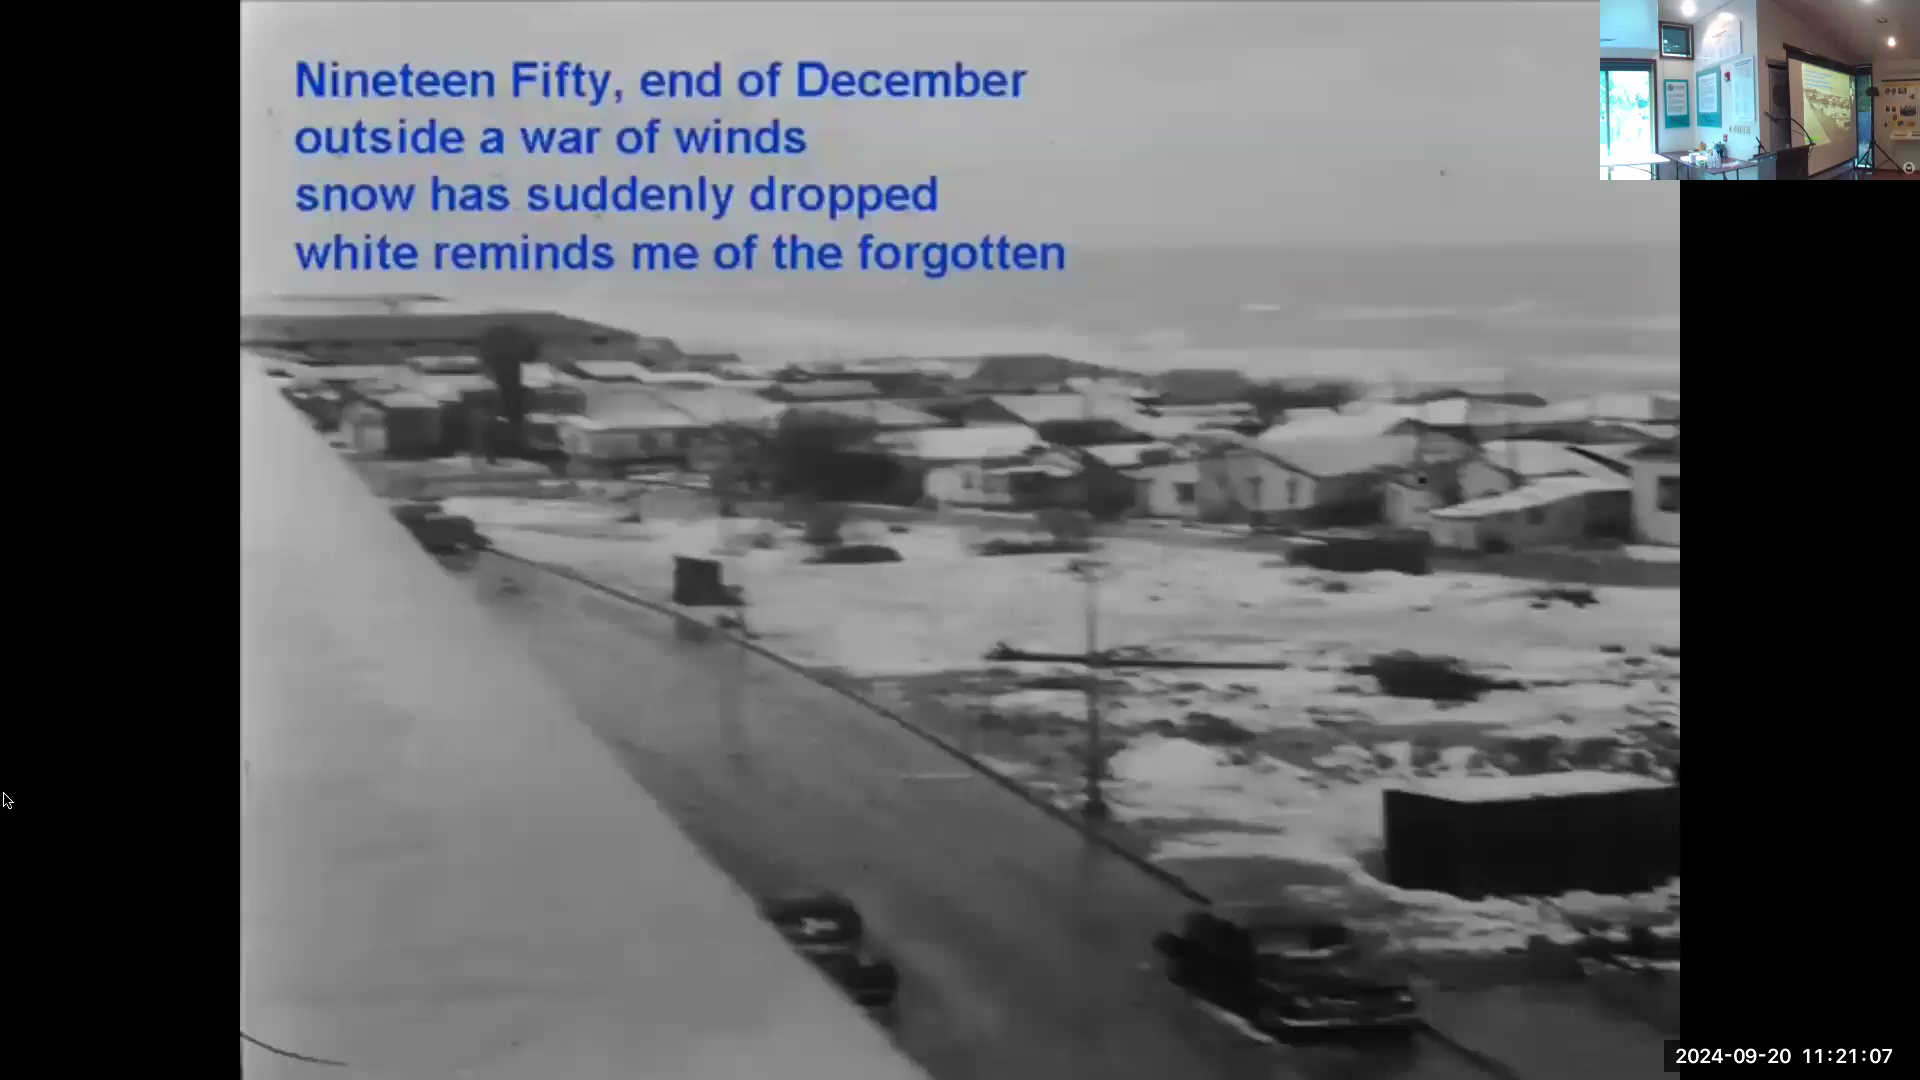 Nineteen Fifty, end of December
outside a war of winds
snow has suddenly dropped
white reminds me of the forgotten
2024-09-20 11:21:07